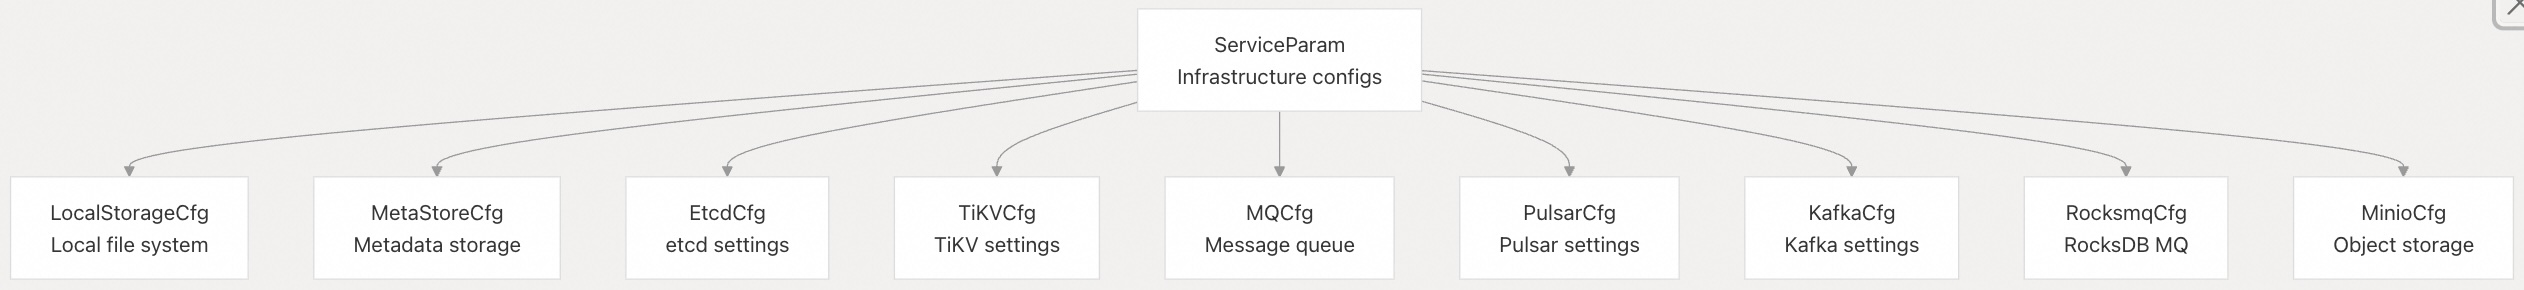 ServiceParam
Infrastructure configs
LocalStorageCfg
Local file system
MetaStoreCfg
Metadata storage
EtcdCfg
etcd settings
TiKVCfg
TiKV settings
MQCfg
Message queue
PulsarCfg
Pulsar settings
KafkaCfg
Kafka settings
RocksmqCfg
RocksDB MQ
MinioCfg
Object storage